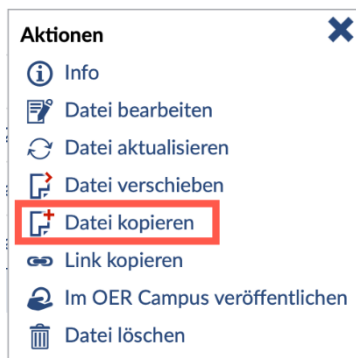 Aktionen
Info
Datei bearbeiten
Datei aktualisieren
Datei verschieben
Datei kopieren
Link kopieren
Im OER Campus veröffentlichen
Datei löschen